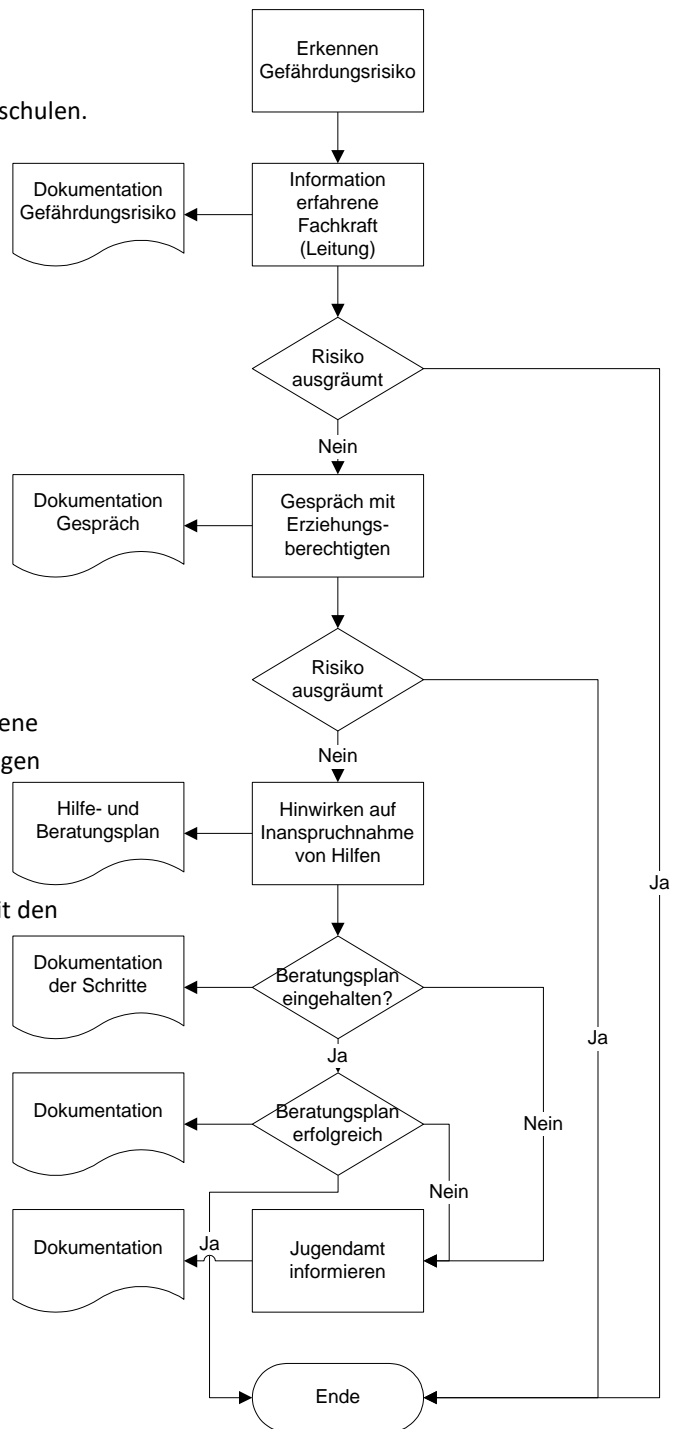 Erkennen
Gefährdungsrisiko
schulen.
Dokumentation
Gefährdungsrisiko
Information
erfahrene
Fachkraft
(Leitung)
Risiko
ausgräumt
Nein
Dokumentation
Gespräch
Gespräch mit
Erziehungs-
berechtigten
Risiko
ausgräumt
ene
Nein
gen
Hilfe- und
Beratungsplan
Hinwirken auf
Inanspruchnahme
von Hilfen
Ja
it den
Dokumentation
der Schritte
Beratungsplan
eingehalten?
Ja
Ja
Dokumentation
Beratungsplan
erfolgreich
Nein
Nein
Dokumentation
Ja
Jugendamt
informieren
Ende